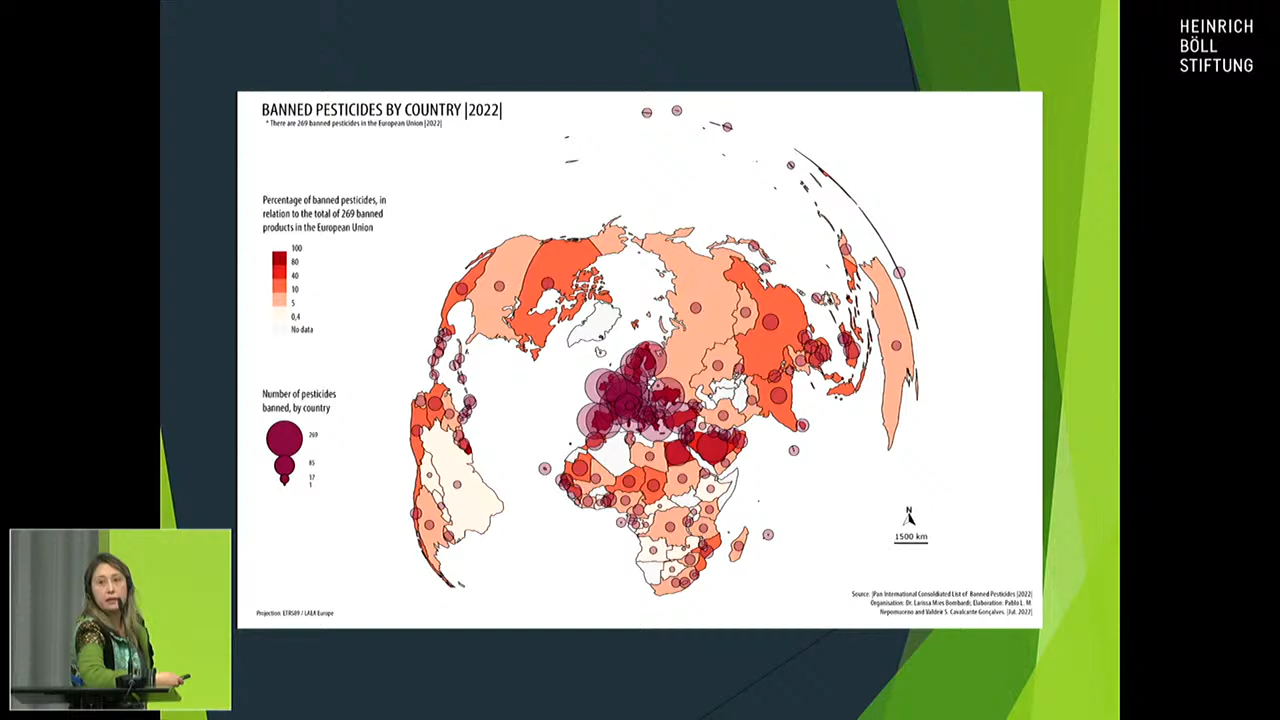 HEINRICH
BÖLL
STIFTUNG
BANNED PESTICIDES BY COUNTRY |2022|
* There are 269 banned pesticides in the European Union |2022|
Percentage of banned pesticides, in
relation to the total of 269 banned
products in the European Union
100
80
40
10
5
0,4
No data
Number of pesticides
banned, by country
269
85
17
1
N
1500 km
Source: |Pan International Consolidated List of Banned Pesticides |2022|
Organisation: Dr. Larissa Mies Bombardi; Elaboration: Pablo L. M.
Nepomuceno and Valdeir S. Cavalcante Gonçalves. |Jul. 2022|
Projection: ETRS89 / LAEA Europe